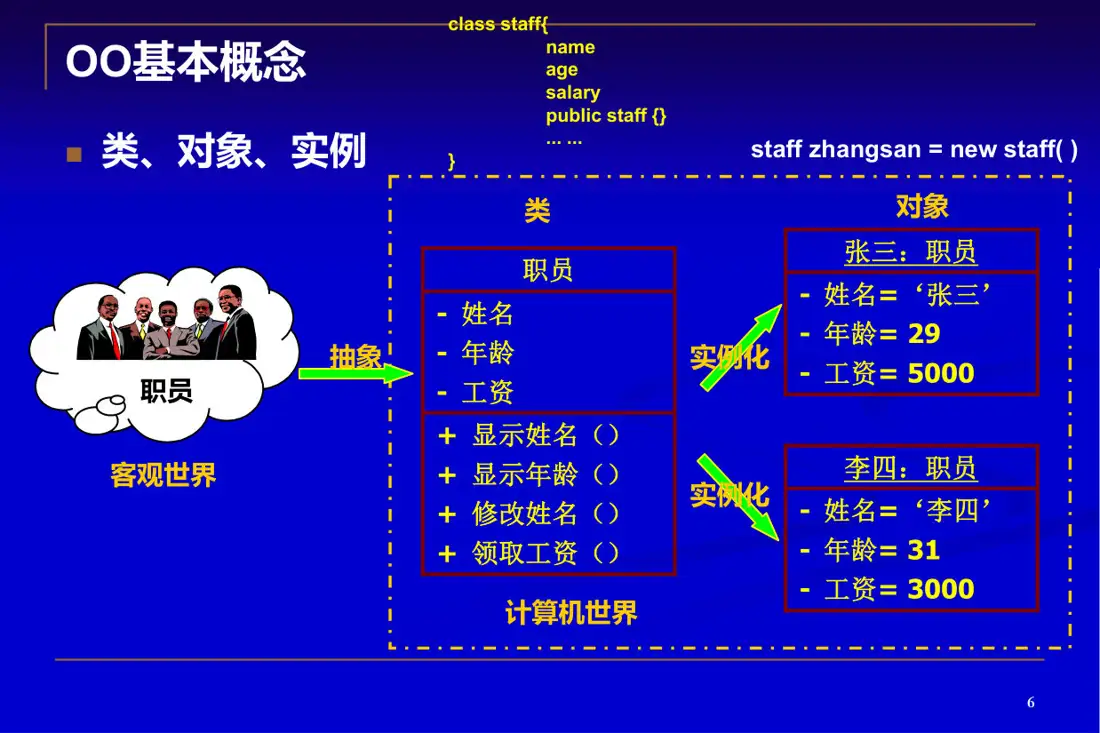 class staff{
name
age
salary
public staff {}
... ...
}
OO基本概念
类、对象、实例
staff zhangsan = new staff( )
职员
客观世界
抽象
类
职员
- 姓名
- 年龄
- 工资
+ 显示姓名（）
+ 显示年龄（）
+ 修改姓名（）
+ 领取工资（）
计算机世界
实例化
实例化
对象
张三：职员
- 姓名=‘张三’
- 年龄= 29
- 工资= 5000
李四：职员
- 姓名=‘李四’
- 年龄= 31
- 工资= 3000
6